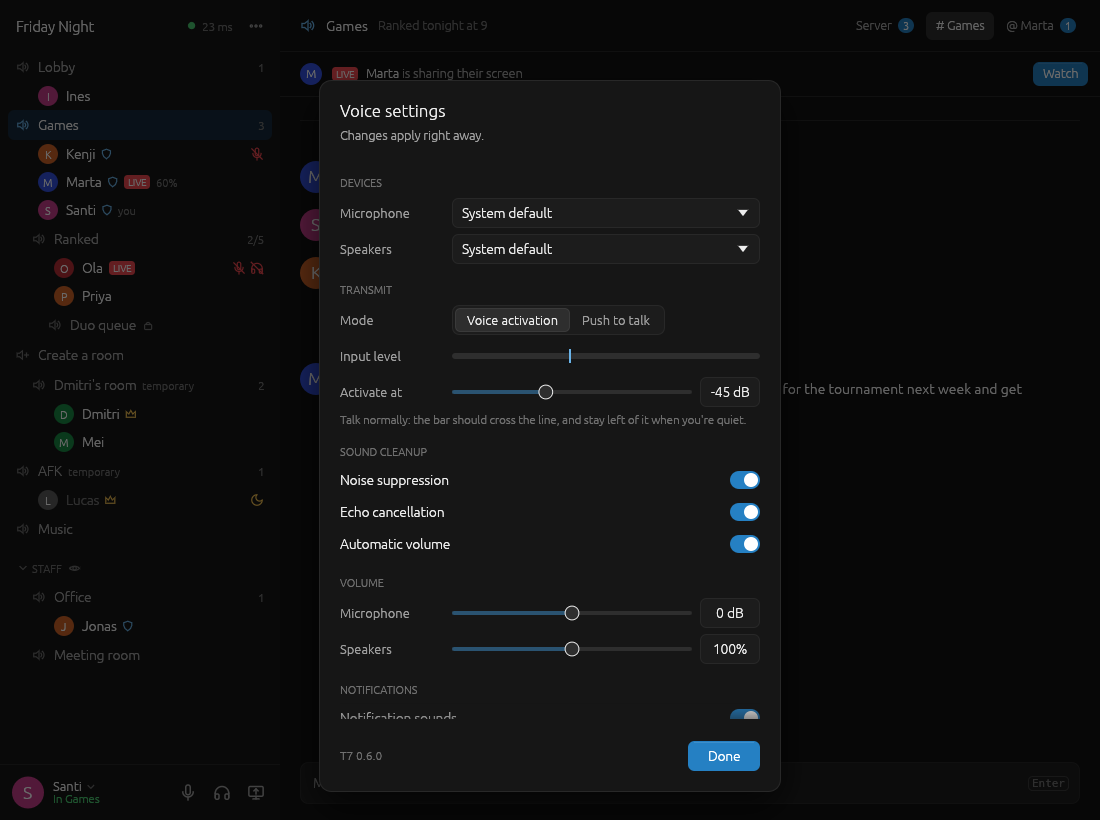 Friday Night 23 ms •••
Lobby 1
I Ines
Games 3
K Kenji
M Marta LIVE 60%
S Santi you
Ranked 2/5
O Ola LIVE
P Priya
Duo queue
Create a room
Dmitri's room temporary 2
D Dmitri
M Mei
AFK temporary 1
L Lucas
Music
STAFF
Office 1
J Jonas
Meeting room
S Santi
In Games
Games Ranked tonight at 9
Server 3 # Games @ Marta 1
M LIVE Marta is sharing their screen Watch
M
S
K
M
for the tournament next week and get
M
Enter
Voice settings
Changes apply right away.
DEVICES
Microphone System default
Speakers System default
TRANSMIT
Mode Voice activation Push to talk
Input level
Activate at -45 dB
Talk normally: the bar should cross the line, and stay left of it when you're quiet.
SOUND CLEANUP
Noise suppression
Echo cancellation
Automatic volume
VOLUME
Microphone 0 dB
Speakers 100%
NOTIFICATIONS
Notification sounds
T7 0.6.0 Done